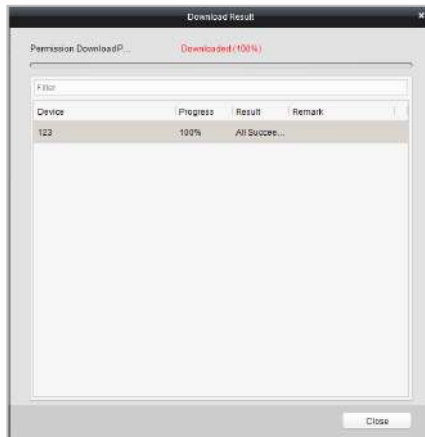 Download Result
Permission DownloadP... Downloaded (100%)
Filter
Device Progress Result Remark
123 100% All Succee...
Close